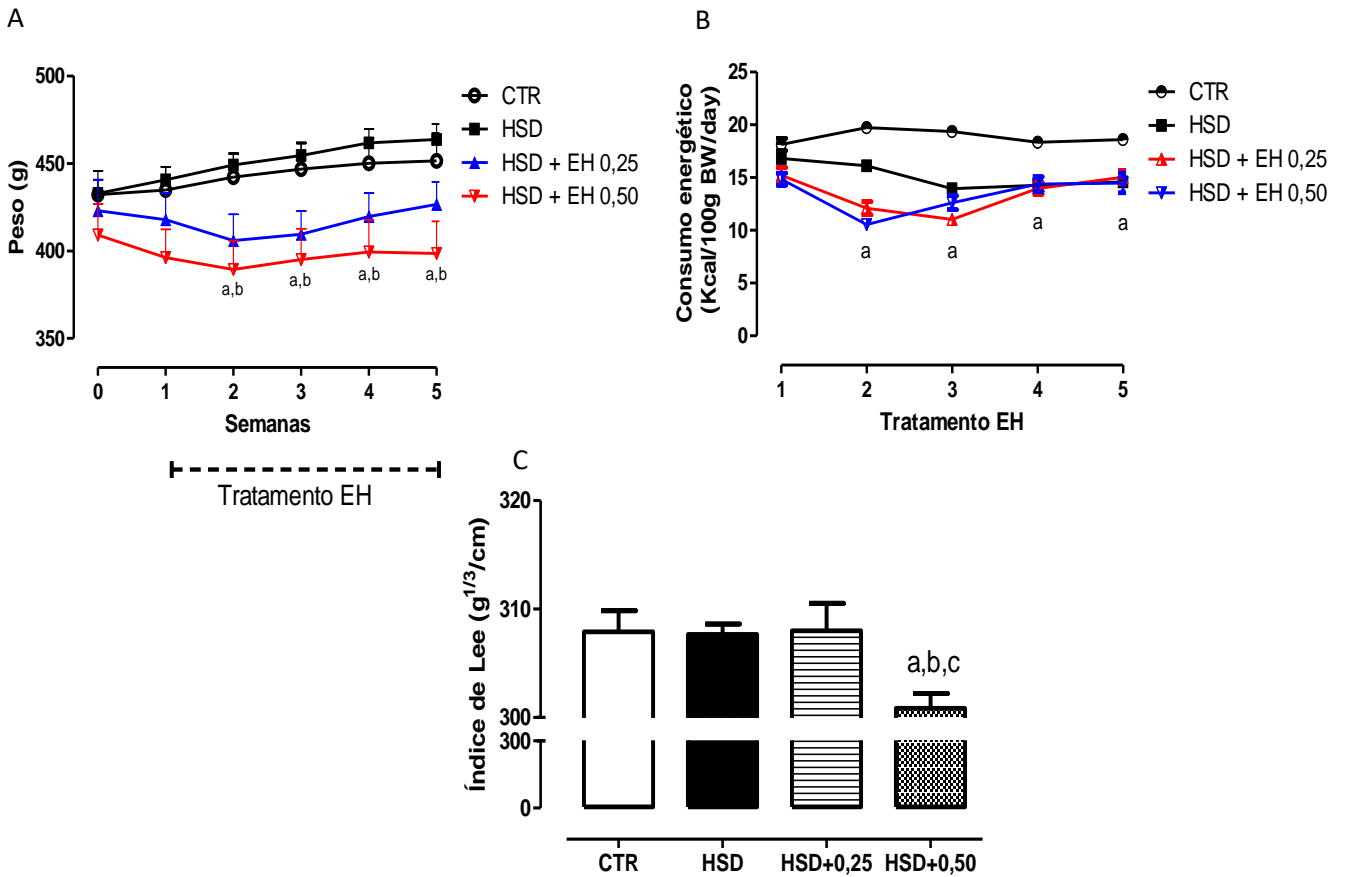 A
Peso (g)
500
450
400
350
CTR
HSD
HSD + EH 0,25
HSD + EH 0,50
a,b
a,b
a,b
a,b
0 1 2 3 4 5
Semanas
Tratamento EH
B
Consumo energético
(Kcal/100g BW/day)
25
20
15
10
5
0
CTR
HSD
HSD + EH 0,25
HSD + EH 0,50
a
a
a
a
1 2 3 4 5
Tratamento EH
C
Índice de Lee (g1/3/cm)
320
310
300
300
0
a,b,c
CTR HSD HSD+0,25 HSD+0,50